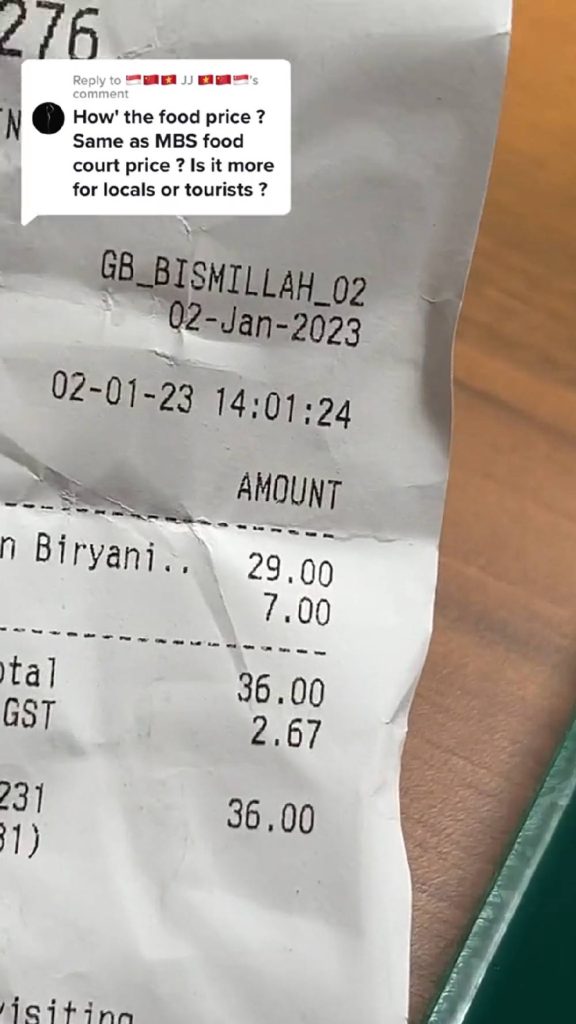 276
Reply to 🇸🇬🇨🇳🇻🇳 JJ 🇻🇳🇨🇳🇸🇬's
comment
How' the food price ?
Same as MBS food
court price ? Is it more
for locals or tourists ?
N
GB_BISMILLAH_02
02-Jan-2023
02-01-23 14:01:24
AMOUNT
n Biryani.. 29.00
7.00
otal 36.00
GST 2.67
231 36.00
31)
isiting